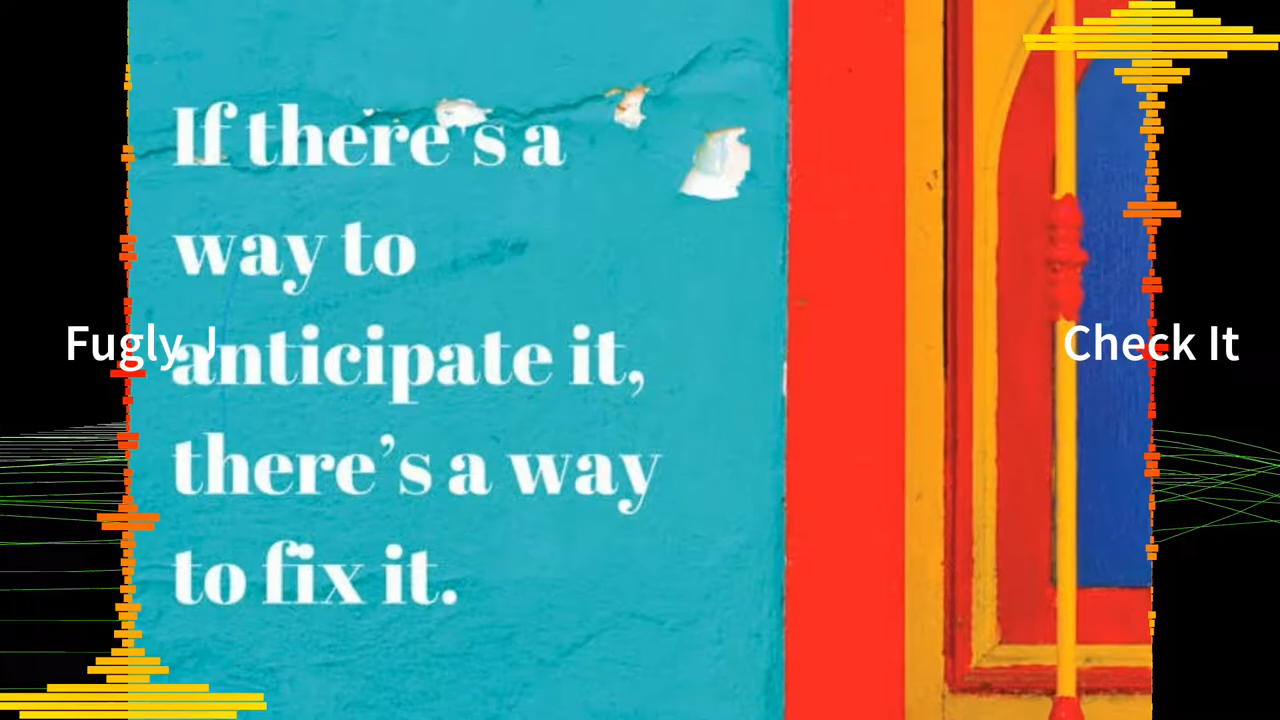 If there's a
way to
anticipate it,
there's a way
to fix it.
Fugly J
Check It